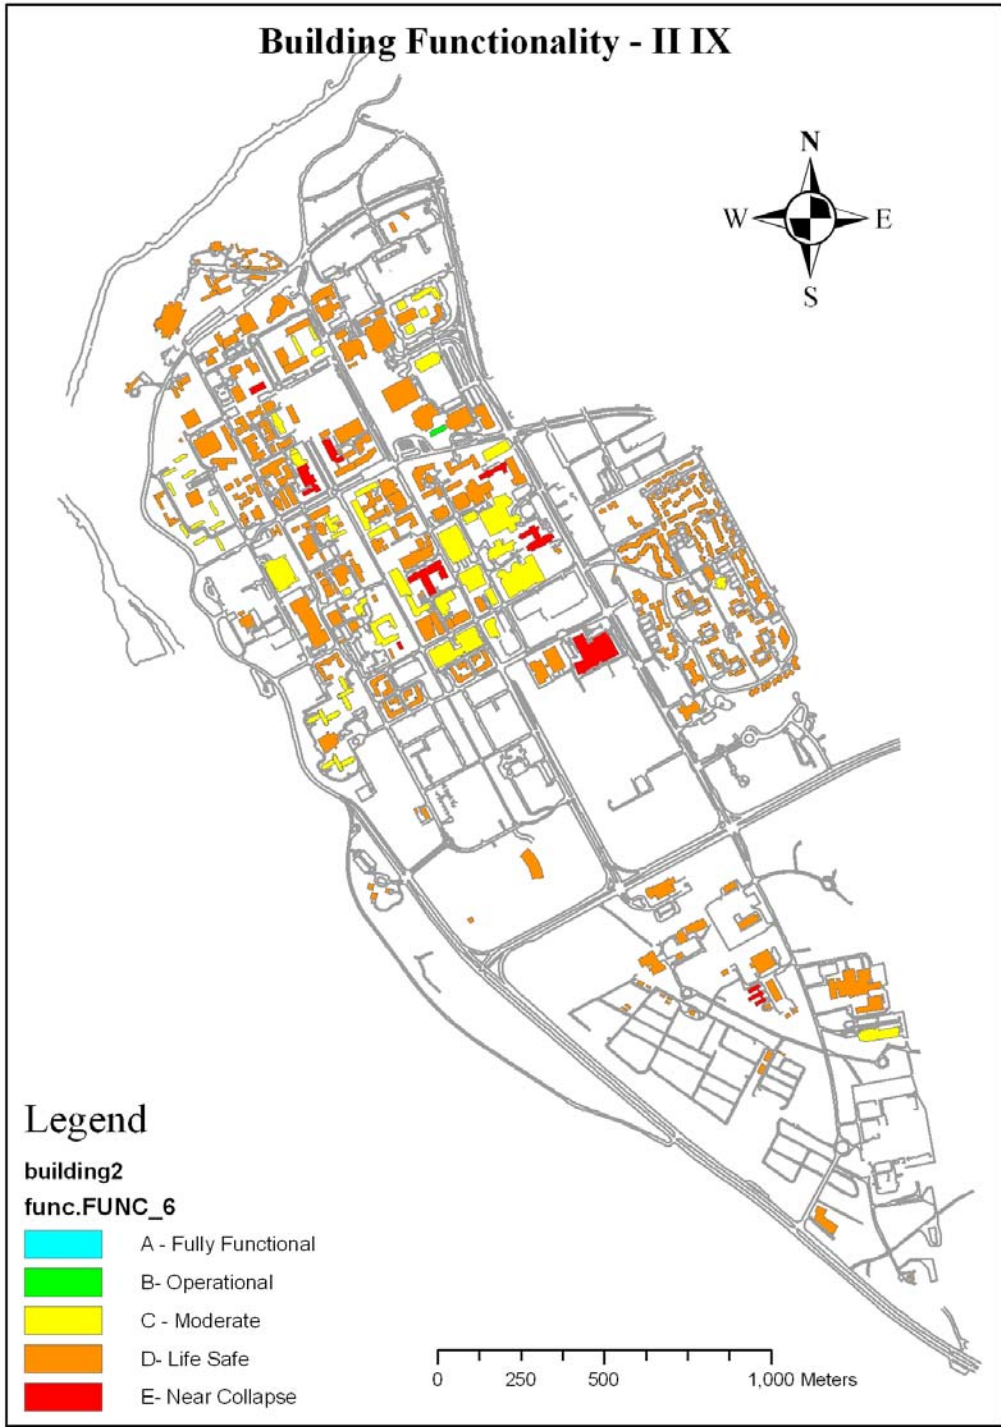 Building Functionality - II IX
N
W E
S
Legend
building2
func.FUNC_6
A - Fully Functional
B- Operational
C - Moderate
D- Life Safe
E- Near Collapse
0 250 500 1,000 Meters